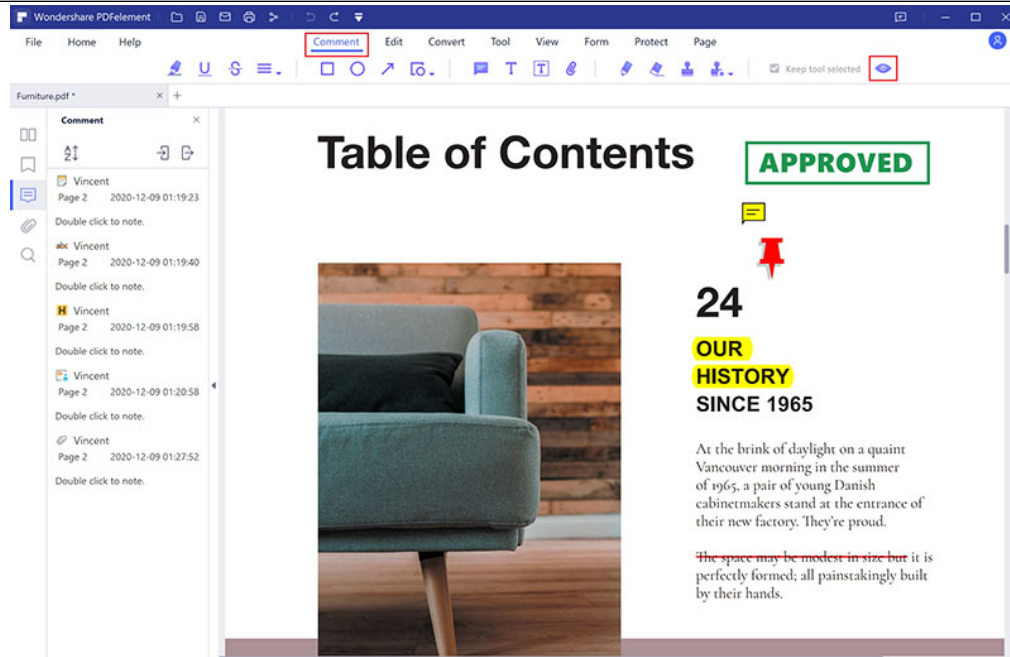 Wondershare PDFelement
File Home Help Comment Edit Convert Tool View Form Protect Page
U S T T Keep tool selected
Furniture.pdf * × +
Comment ×
Vincent
Page 2 2020-12-09 01:19:23
Double click to note.
abc Vincent
Page 2 2020-12-09 01:19:40
Double click to note.
H Vincent
Page 2 2020-12-09 01:19:58
Double click to note.
Vincent
Page 2 2020-12-09 01:20:58
Double click to note.
Vincent
Page 2 2020-12-09 01:27:52
Double click to note.
Table of Contents
APPROVED
24
OUR
HISTORY
SINCE 1965
At the brink of daylight on a quaint
Vancouver morning in the summer
of 1965, a pair of young Danish
cabinetmakers stand at the entrance of
their new factory. They're proud.
The space may be modest in size but it is
perfectly formed; all painstakingly built
by their hands.